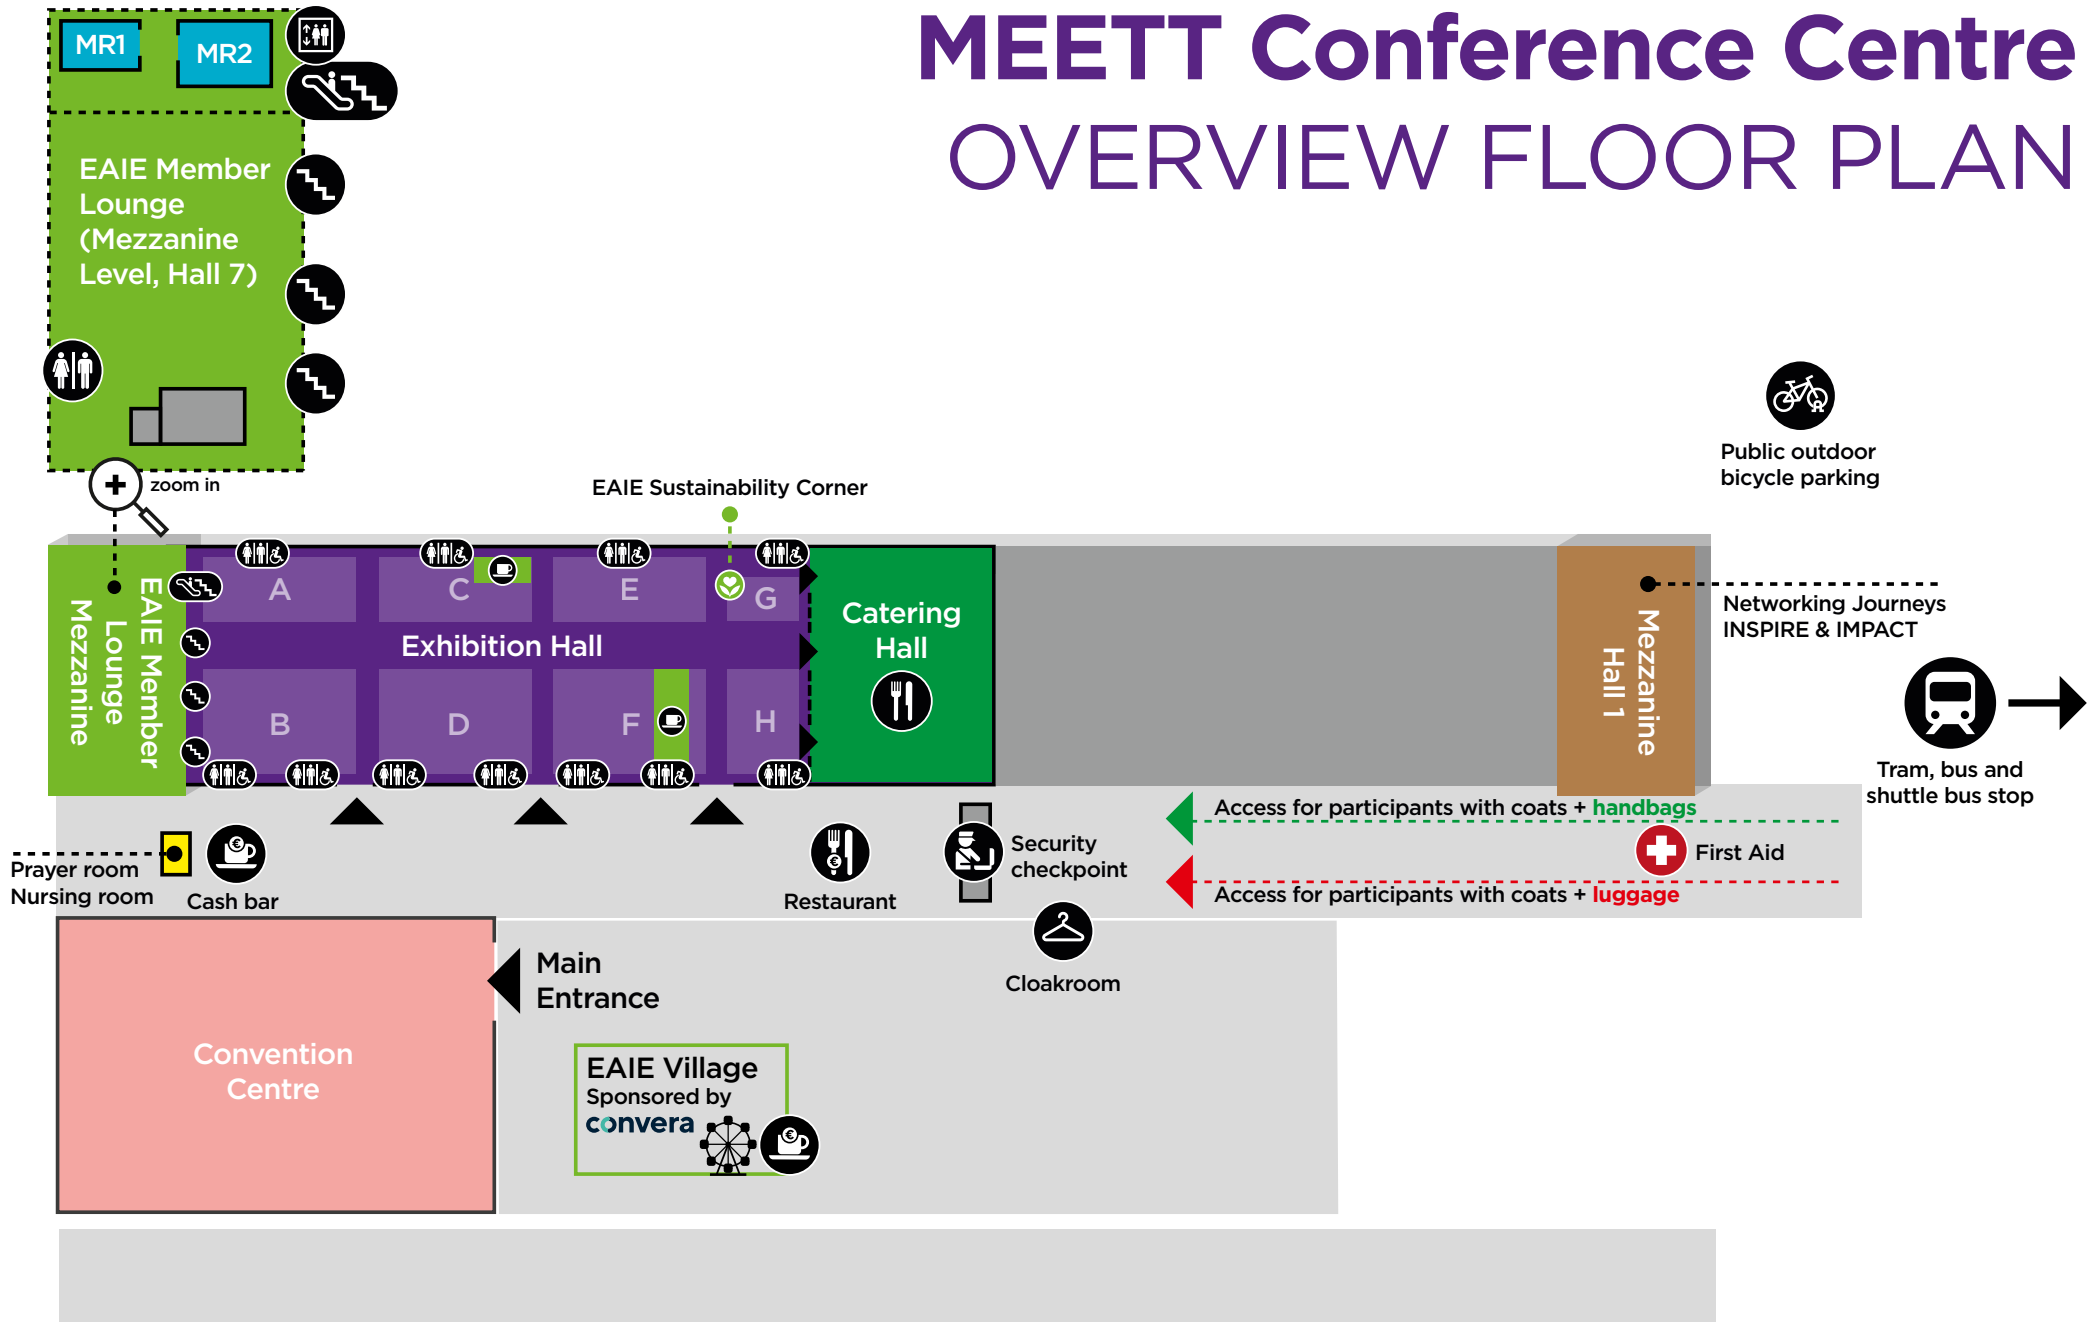 MEETT Conference Centre
OVERVIEW FLOOR PLAN
MR1
MR2
EAIE Member
Lounge
(Mezzanine
Level, Hall 7)
zoom in
EAIE Sustainability Corner
Public outdoor
bicycle parking
EAIE Member
Lounge
Mezzanine
A
C
E
G
Exhibition Hall
B
D
F
H
Catering
Hall
Mezzanine
Hall 1
Networking Journeys
INSPIRE & IMPACT
Tram, bus and
shuttle bus stop
Access for participants with coats + handbags
First Aid
Access for participants with coats + luggage
Security
checkpoint
Prayer room
Nursing room
€
Cash bar
€
Restaurant
Cloakroom
Main
Entrance
Convention
Centre
EAIE Village
Sponsored by
convera
€